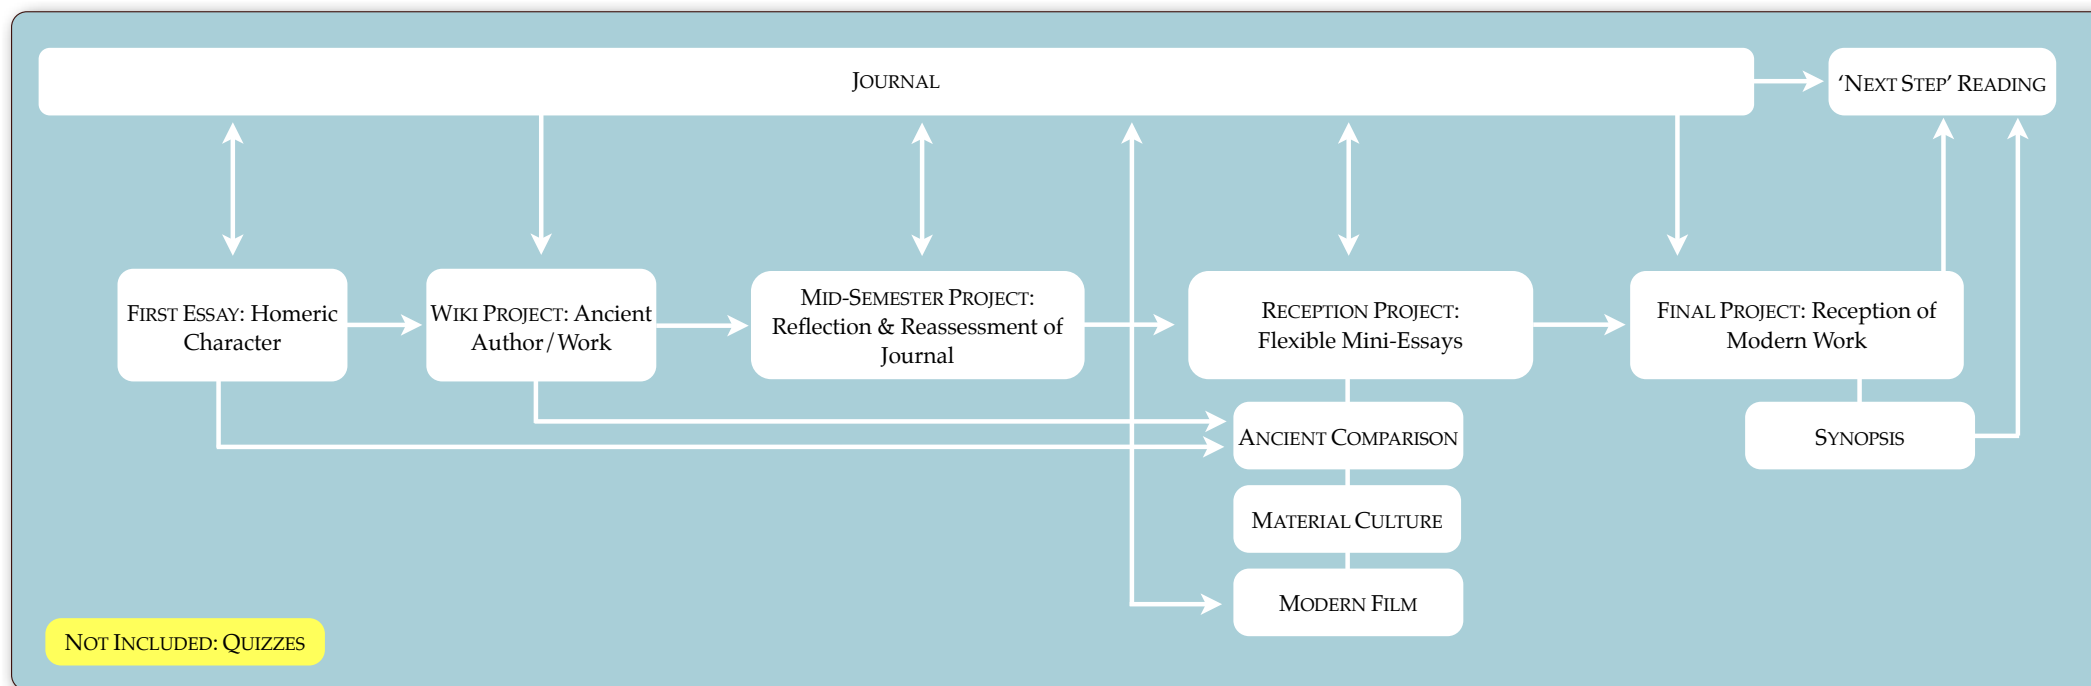 JOURNAL
‘NEXT STEP’ READING
FIRST ESSAY: Homeric
Character
WIKI PROJECT: Ancient
Author/Work
MID-SEMESTER PROJECT:
Reflection & Reassessment of
Journal
RECEPTION PROJECT:
Flexible Mini-Essays
FINAL PROJECT: Reception of
Modern Work
ANCIENT COMPARISON
SYNOPSIS
MATERIAL CULTURE
MODERN FILM
NOT INCLUDED: QUIZZES